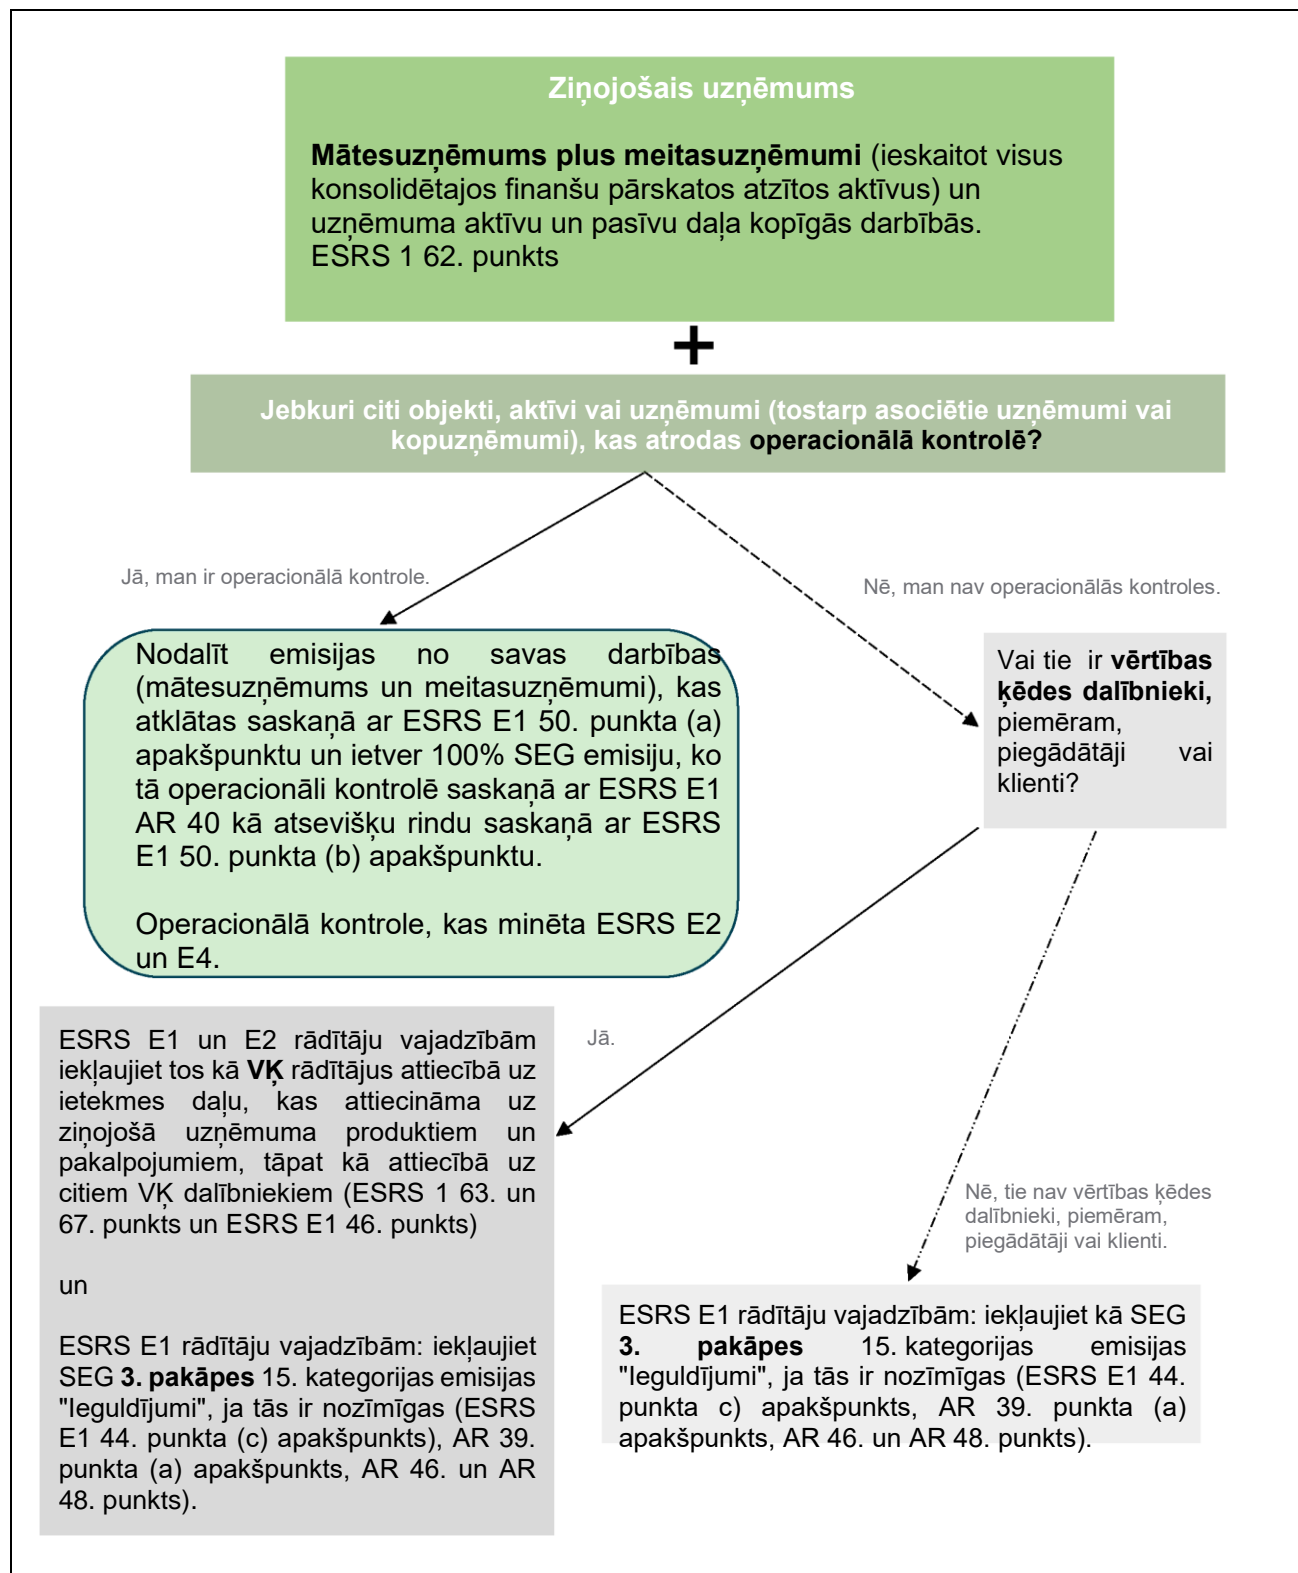 Ziņojošais uzņēmums
Mātesuzņēmums plus meitasuzņēmumi (ieskaitot visus
konsolidētajos finanšu pārskatos atzītos aktīvus) un
uzņēmuma aktīvu un pasīvu daļa kopīgās darbībās.
ESRS 1 62. punkts
+
Jebkuri citi objekti, aktīvi vai uzņēmumi (tostarp asociētie uzņēmumi vai
kopuzņēmumi), kas atrodas operacionālā kontrolē?
Jā, man ir operacionālā kontrole.
Nē, man nav operacionālās kontroles.
Nodalīt emisijas no savas darbības
(mātesuzņēmums un meitasuzņēmumi), kas
atklātas saskaņā ar ESRS E1 50. punkta (a)
apakšpunktu un ietver 100% SEG emisiju, ko
tā operacionāli kontrolē saskaņā ar ESRS E1
AR 40 kā atsevišķu rindu saskaņā ar ESRS
E1 50. punkta (b) apakšpunktu.
Operacionālā kontrole, kas minēta ESRS E2
un E4.
Vai tie ir vērtības
ķēdes dalībnieki,
piemēram,
piegādātāji vai
klienti?
Jā.
ESRS E1 un E2 rādītāju vajadzībām
iekļaujiet tos kā VĶ rādītājus attiecībā uz
ietekmes daļu, kas attiecināma uz
ziņojošā uzņēmuma produktiem un
pakalpojumiem, tāpat kā attiecībā uz
citiem VĶ dalībniekiem (ESRS 1 63. un
67. punkts un ESRS E1 46. punkts)
un
ESRS E1 rādītāju vajadzībām: iekļaujiet
SEG 3. pakāpes 15. kategorijas emisijas
"Ieguldījumi", ja tās ir nozīmīgas (ESRS
E1 44. punkta (c) apakšpunkts), AR 39.
punkta (a) apakšpunkts, AR 46. un AR
48. punkts).
Nē, tie nav vērtības ķēdes
dalībnieki, piemēram,
piegādātāji vai klienti.
ESRS E1 rādītāju vajadzībām: iekļaujiet kā SEG
3. pakāpes 15. kategorijas emisijas
"Ieguldījumi", ja tās ir nozīmīgas (ESRS E1 44.
punkta c) apakšpunkts, AR 39. punkta (a)
apakšpunkts, AR 46. un AR 48. punkts).